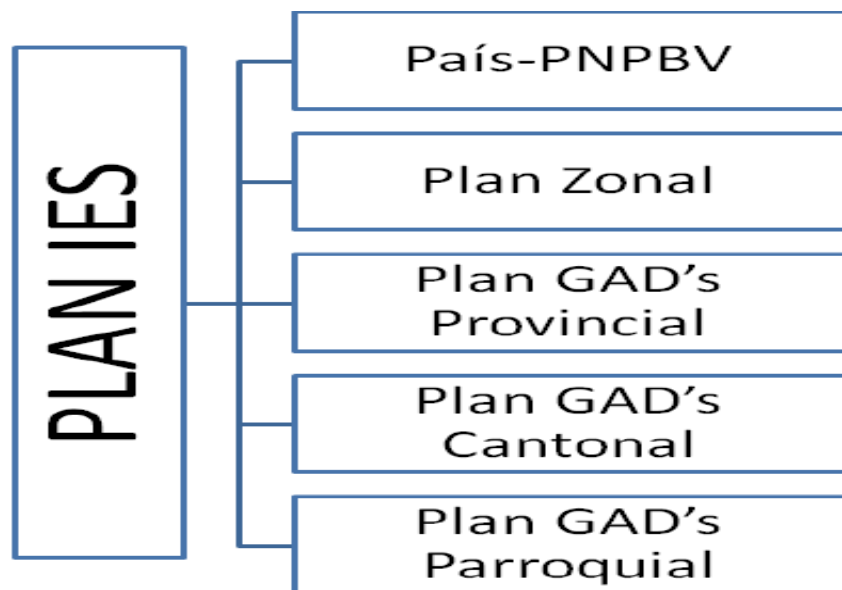 PLAN IES
País-PNPBV
Plan Zonal
Plan GAD’s
Provincial
Plan GAD’s
Cantonal
Plan GAD’s
Parroquial